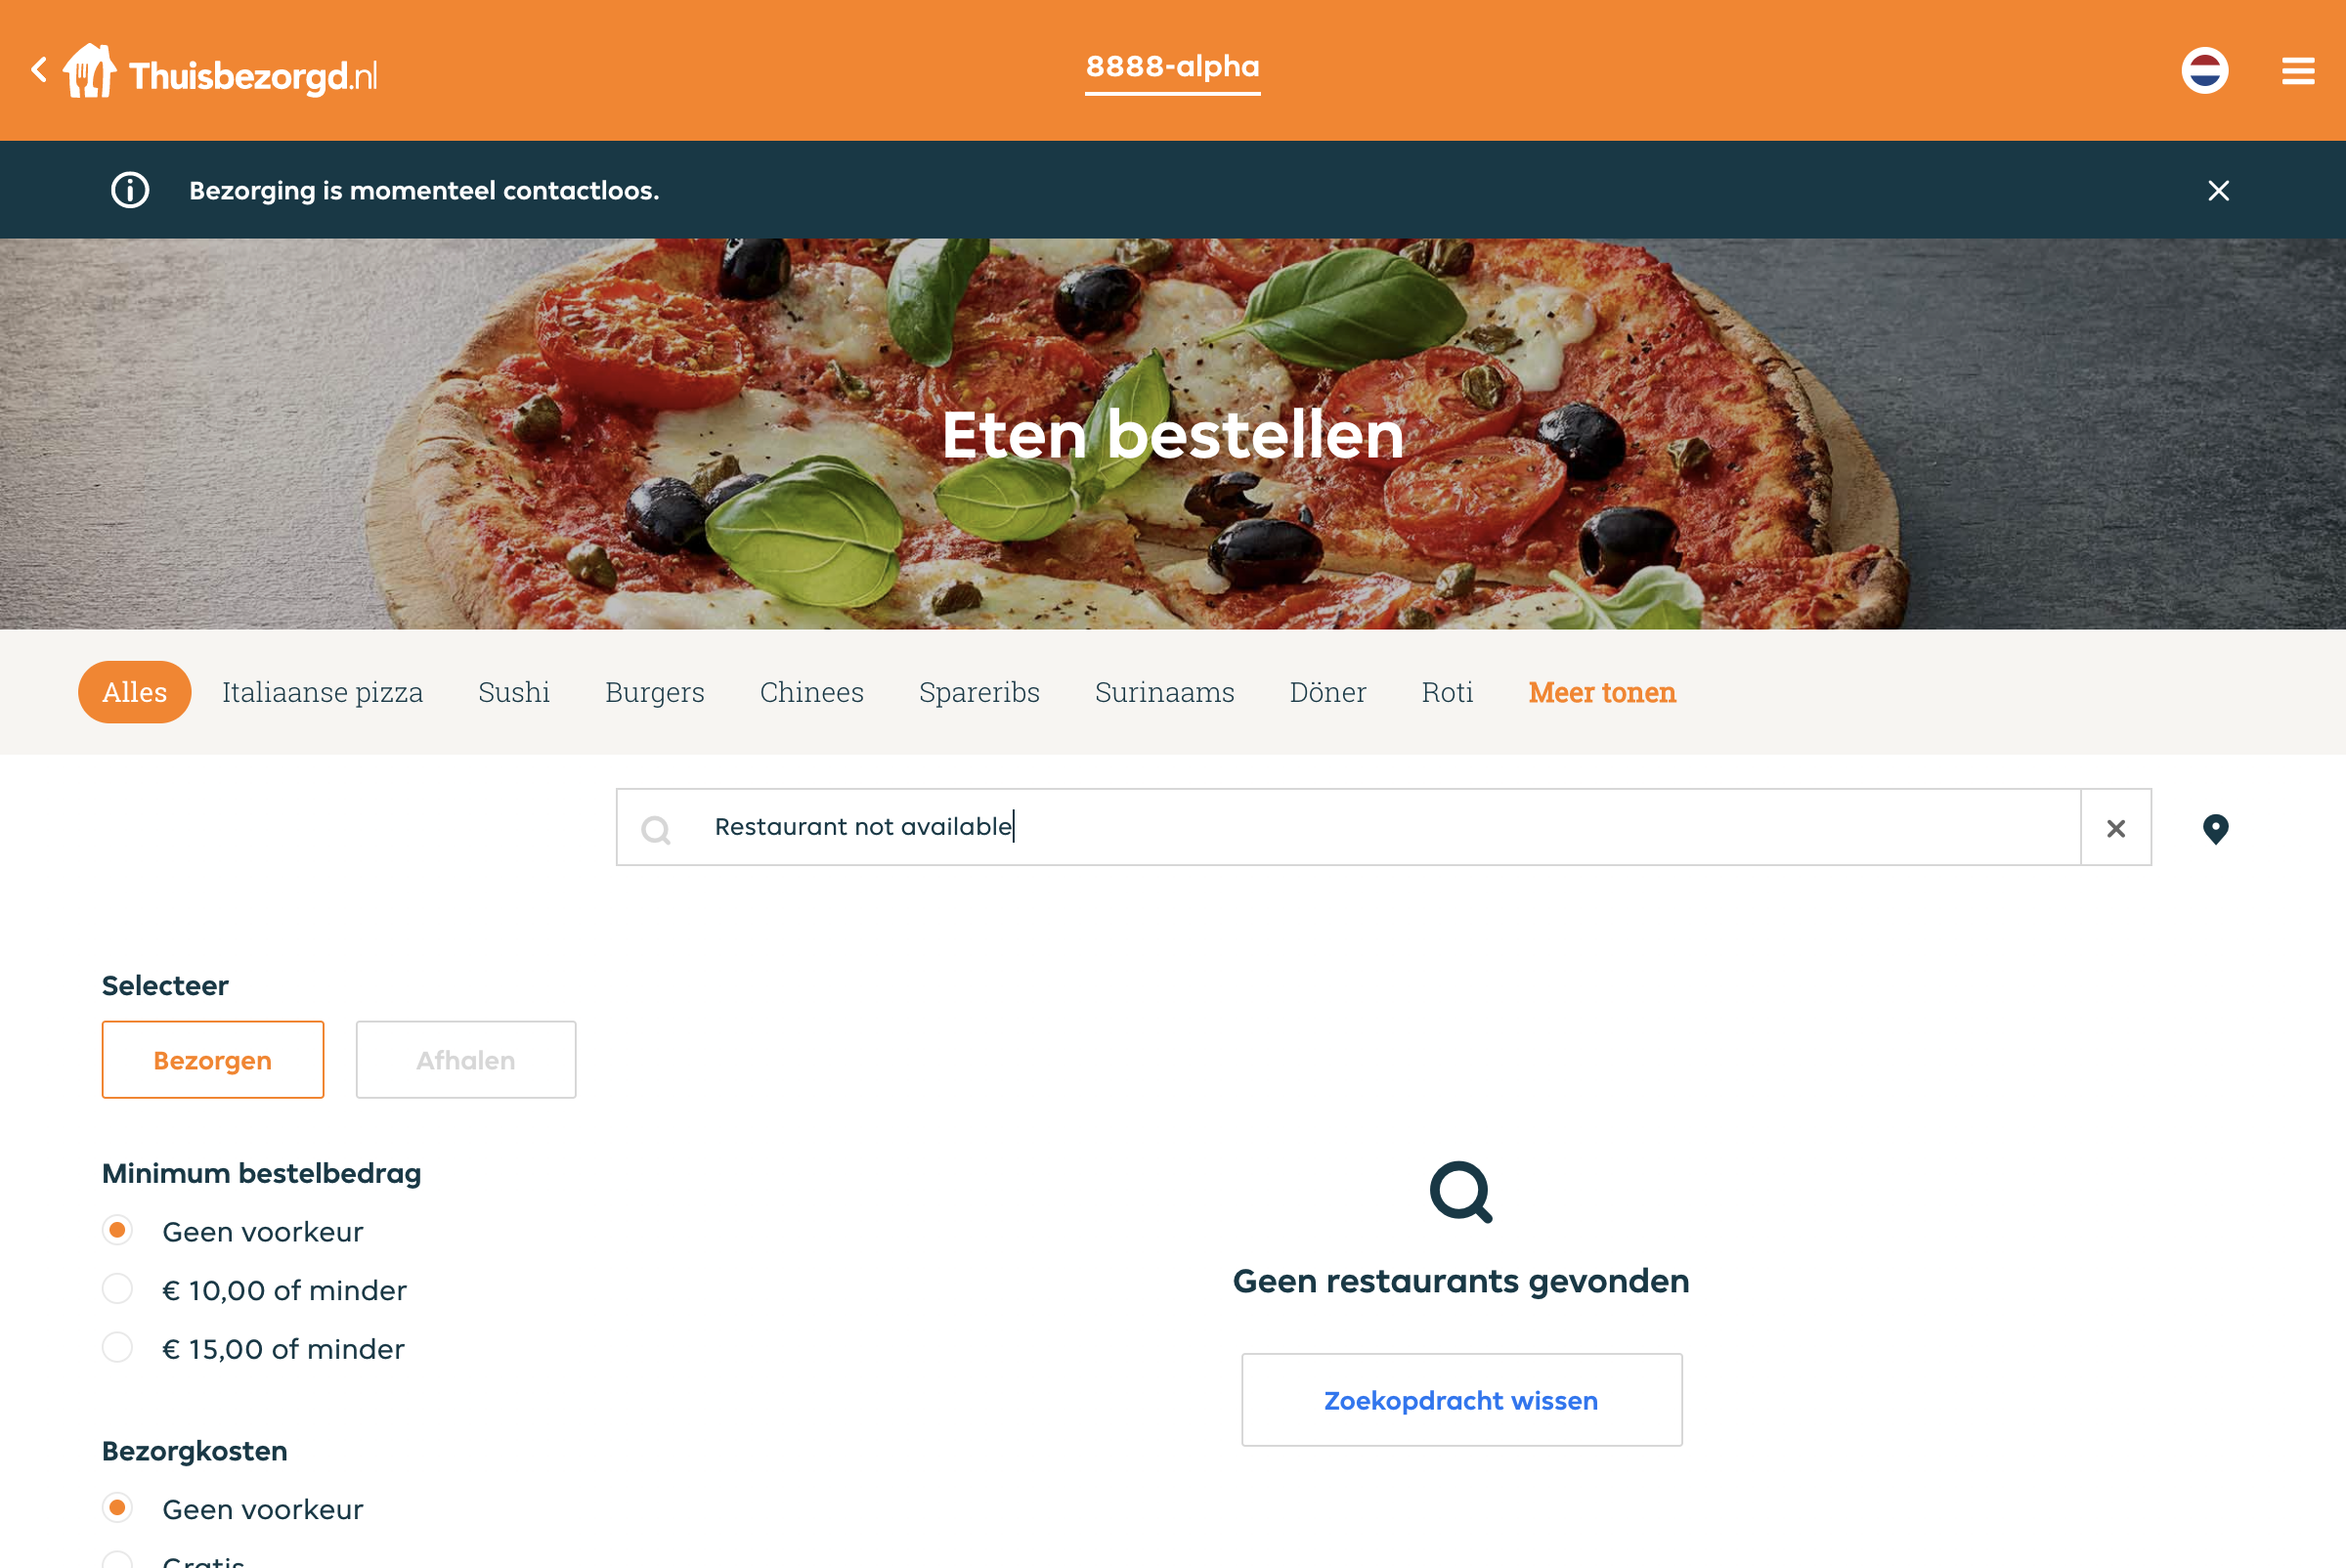 Thuisbezorgd.nl
8888-alpha
Bezorging is momenteel contactloos.
Eten bestellen
Alles Italiaanse pizza Sushi Burgers Chinees Spareribs Surinaams Döner Roti Meer tonen
Restaurant not available
Selecteer
Bezorgen Afhalen
Minimum bestelbedrag
Geen voorkeur
€ 10,00 of minder
€ 15,00 of minder
Bezorgkosten
Geen voorkeur
Gratis
Geen restaurants gevonden
Zoekopdracht wissen